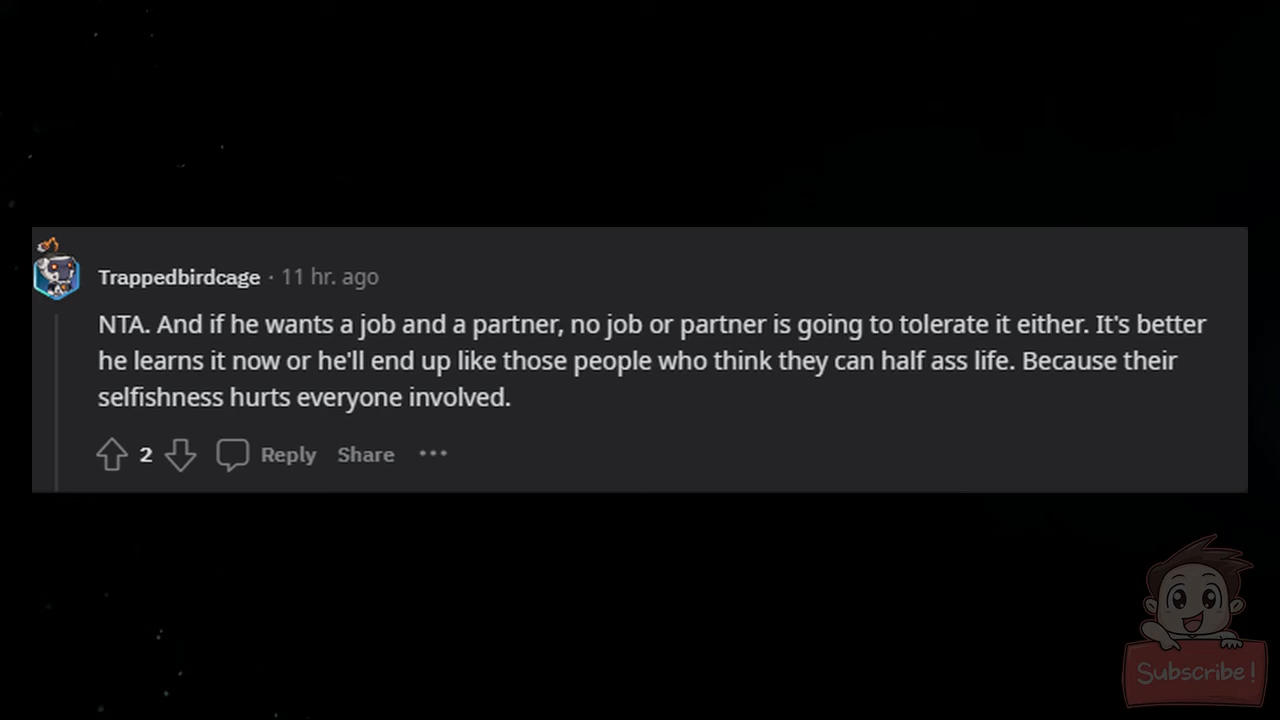 Trappedbirdcage · 11 hr. ago
NTA. And if he wants a job and a partner, no job or partner is going to tolerate it either. It's better
he learns it now or he'll end up like those people who think they can half ass life. Because their
selfishness hurts everyone involved.
2 Reply Share ···
Subscribe!